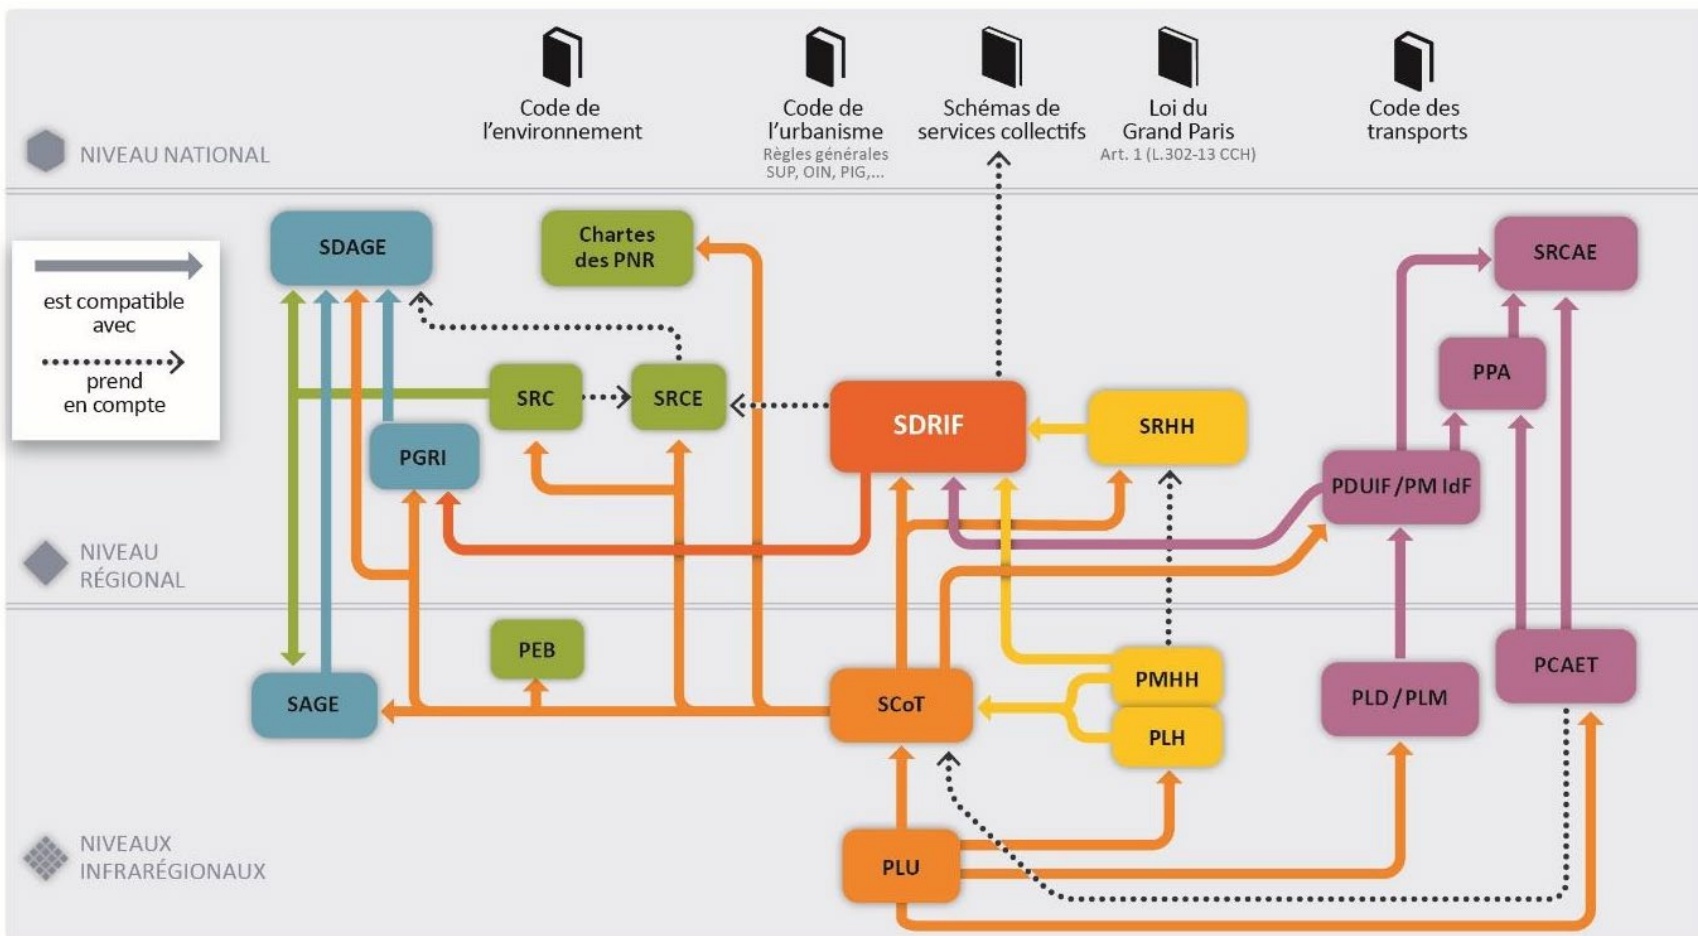 Code de
l'environnement
Code de
l'urbanisme
Règles générales
SUP, OIN, PIG,...
Schémas de
services collectifs
Loi du
Grand Paris
Art. 1 (L.302-13 CCH)
Code des
transports
NIVEAU NATIONAL
SDAGE
Chartes
des PNR
SRCAE
est compatible
avec
prend
en compte
SRC
SRCE
SDRIF
SRHH
PPA
PGRI
PDUIF / PM IdF
NIVEAU
RÉGIONAL
PEB
SAGE
SCoT
PMHH
PLH
PLD / PLM
PCAET
NIVEAUX
INFRARÉGIONAUX
PLU